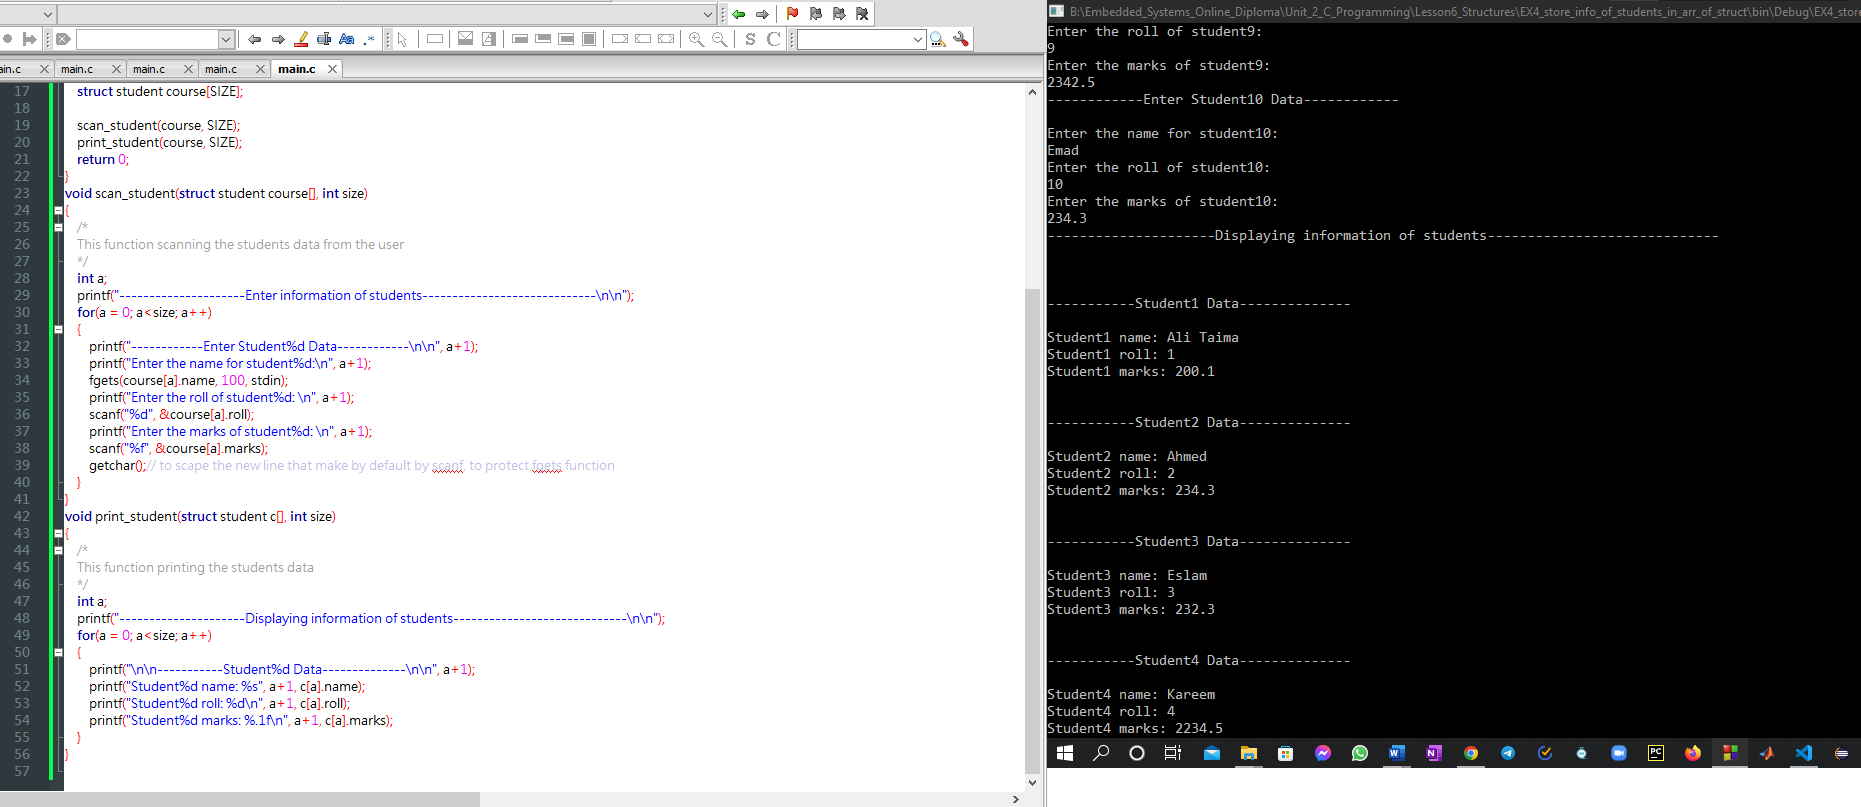 ain.c
main.c
main.c
main.c
main.c
17 struct student course[SIZE];
18
19 scan_student(course, SIZE);
20 print_student(course, SIZE);
21 return 0;
22 }
23 void scan_student(struct student course[], int size)
24 {
25 /*
26 This function scanning the students data from the user
27 */
28 int a;
29 printf("---------------------Enter information of students-----------------------------\n\n");
30 for(a = 0; a<size; a++)
31 {
32 printf("------------Enter Student%d Data------------\n\n", a+1);
33 printf("Enter the name for student%d:\n", a+1);
34 fgets(course[a].name, 100, stdin);
35 printf("Enter the roll of student%d: \n", a+1);
36 scanf("%d", &course[a].roll);
37 printf("Enter the marks of student%d: \n", a+1);
38 scanf("%f", &course[a].marks);
39 getchar();// to scape the new line that make by default by scanf, to protect fgets function
40 }
41 }
42 void print_student(struct student c[], int size)
43 {
44 /*
45 This function printing the students data
46 */
47 int a;
48 printf("---------------------Displaying information of students-----------------------------\n\n");
49 for(a = 0; a<size; a++)
50 {
51 printf("\n\n-----------Student%d Data--------------\n\n", a+1);
52 printf("Student%d name: %s", a+1, c[a].name);
53 printf("Student%d roll: %d\n", a+1, c[a].roll);
54 printf("Student%d marks: %.1f\n", a+1, c[a].marks);
55 }
56 }
57
B:\Embedded_Systems_Online_Diploma\Unit_2_C_Programming\Lesson6_Structures\EX4_store_info_of_students_in_arr_of_struct\bin\Debug\EX4_store
Enter the roll of student9:
9
Enter the marks of student9:
2342.5
------------Enter Student10 Data------------
Enter the name for student10:
Emad
Enter the roll of student10:
10
Enter the marks of student10:
234.3
---------------------Displaying information of students-----------------------------
-----------Student1 Data--------------
Student1 name: Ali Taima
Student1 roll: 1
Student1 marks: 200.1
-----------Student2 Data--------------
Student2 name: Ahmed
Student2 roll: 2
Student2 marks: 234.3
-----------Student3 Data--------------
Student3 name: Eslam
Student3 roll: 3
Student3 marks: 232.3
-----------Student4 Data--------------
Student4 name: Kareem
Student4 roll: 4
Student4 marks: 2234.5